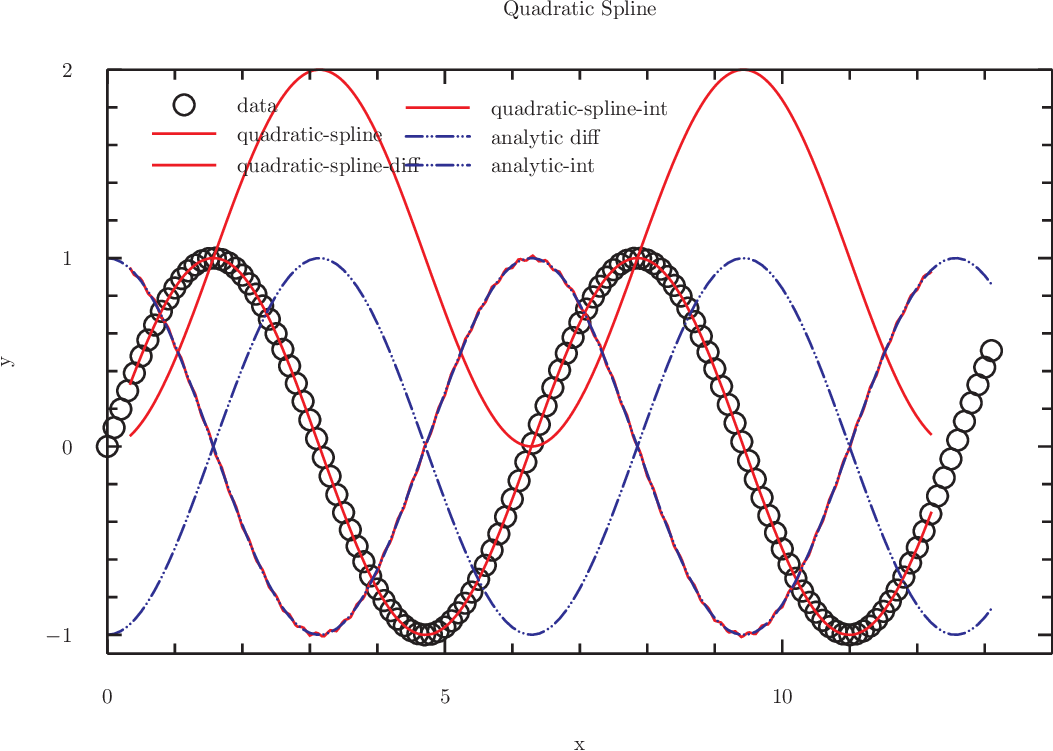 Quadratic Spline
2
1
0
−1
y
data
quadratic-spline
quadratic-spline-diff
quadratic-spline-int
analytic diff
analytic-int
0
5
10
x